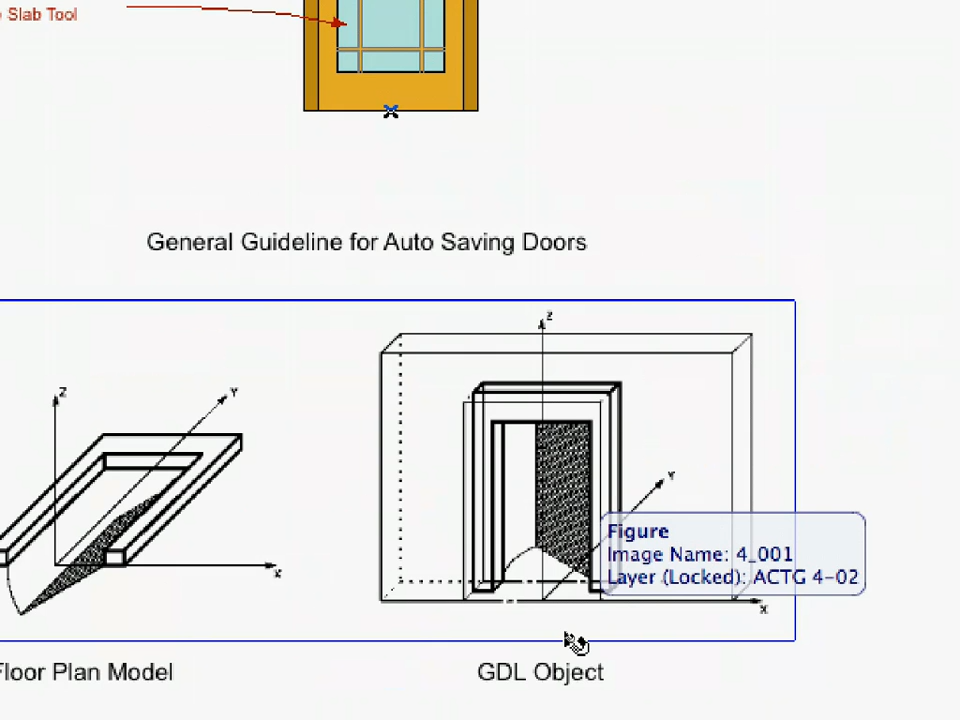 Slab Tool
General Guideline for Auto Saving Doors
Z
Y
X
Z
Y
X
Figure
Image Name: 4_001
Layer (Locked): ACTG 4-02
Floor Plan Model
GDL Object